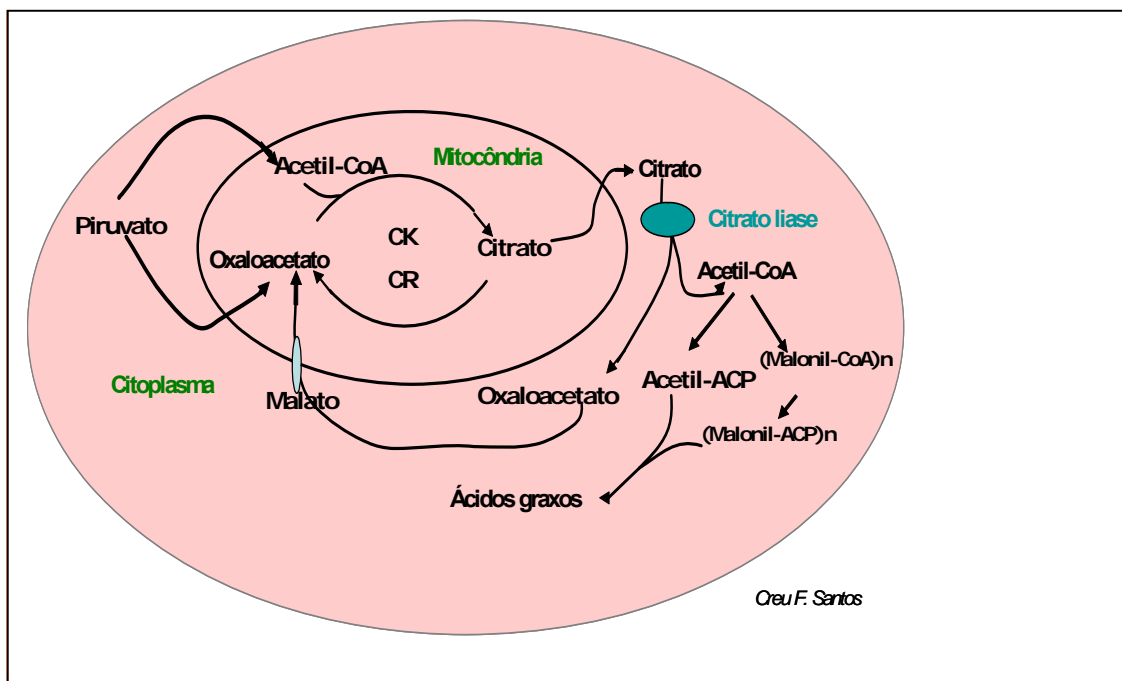 Acetil-CoA
Mitocôndria
Citrato
Piruvato
Citrato liase
CK
Citrato
Oxaloacetato
CR
Acetil-CoA
(Malonil-CoA)n
Citoplasma
Malato
Oxaloacetato
Acetil-ACP
(Malonil-ACP)n
Ácidos graxos
Creu F. Santos